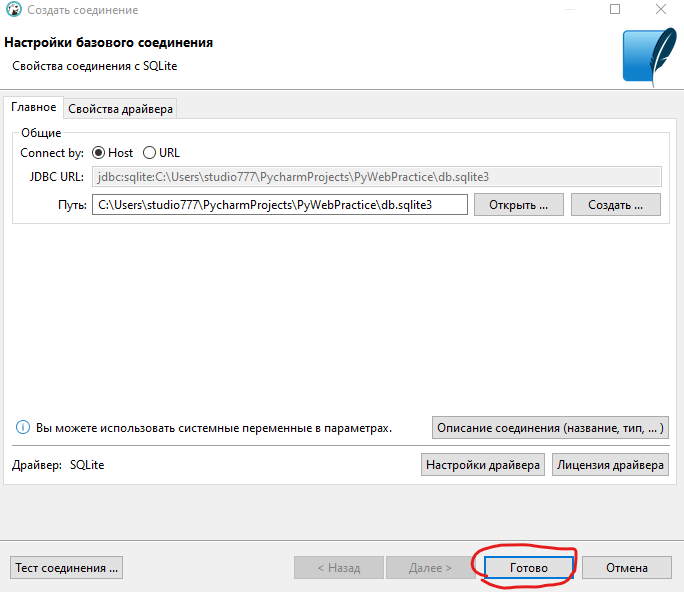 Создать соединение
Настройки базового соединения
Свойства соединения с SQLite
Главное Свойства драйвера
Общие
Connect by: Host URL
JDBC URL: jdbc:sqlite:C:\Users\studio777\PycharmProjects\PyWebPractice\db.sqlite3
Путь: C:\Users\studio777\PycharmProjects\PyWebPractice\db.sqlite3 Открыть ... Создать ...
Вы можете использовать системные переменные в параметрах. Описание соединения (название, тип, ... )
Драйвер: SQLite Настройки драйвера Лицензия драйвера
Тест соединения ... < Назад Далее > Готово Отмена